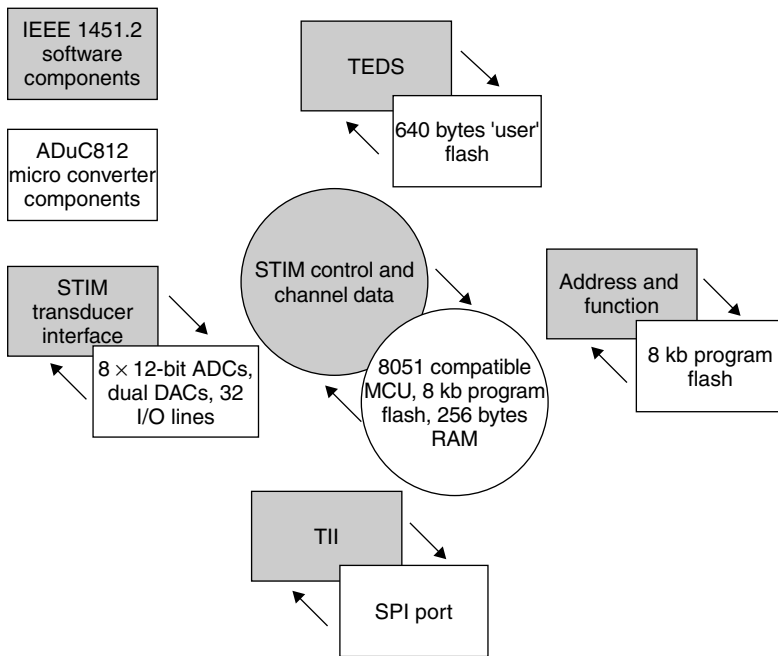 IEEE 1451.2
software
components
TEDS
640 bytes 'user'
flash
ADuC812
micro converter
components
STIM control and
channel data
STIM
transducer
interface
Address and
function
8 × 12-bit ADCs,
dual DACs, 32
I/O lines
8051 compatible
MCU, 8 kb program
flash, 256 bytes
RAM
8 kb program
flash
TII
SPI port